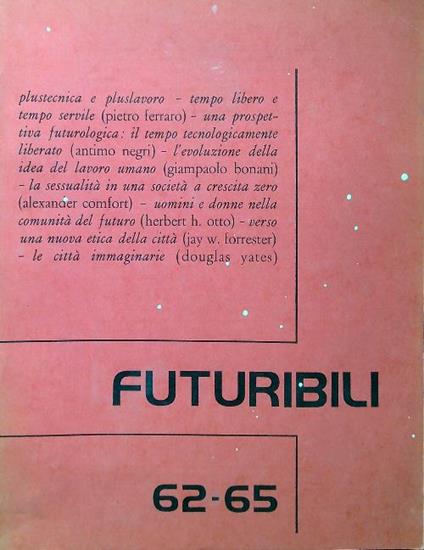 plustecnica e pluslavoro - tempo libero e
tempo servile (pietro ferraro) - una prospet-
tiva futurologica: il tempo tecnologicamente
liberato (antimo negri) - l'evoluzione della
idea del lavoro umano (giampaolo bonani)
- la sessualità in una società a crescita zero
(alexander comfort) - uomini e donne nella
comunità del futuro (herbert h. otto) - verso
una nuova etica della città (jay w. forrester)
- le città immaginarie (douglas yates)
FUTURIBILI
62-65